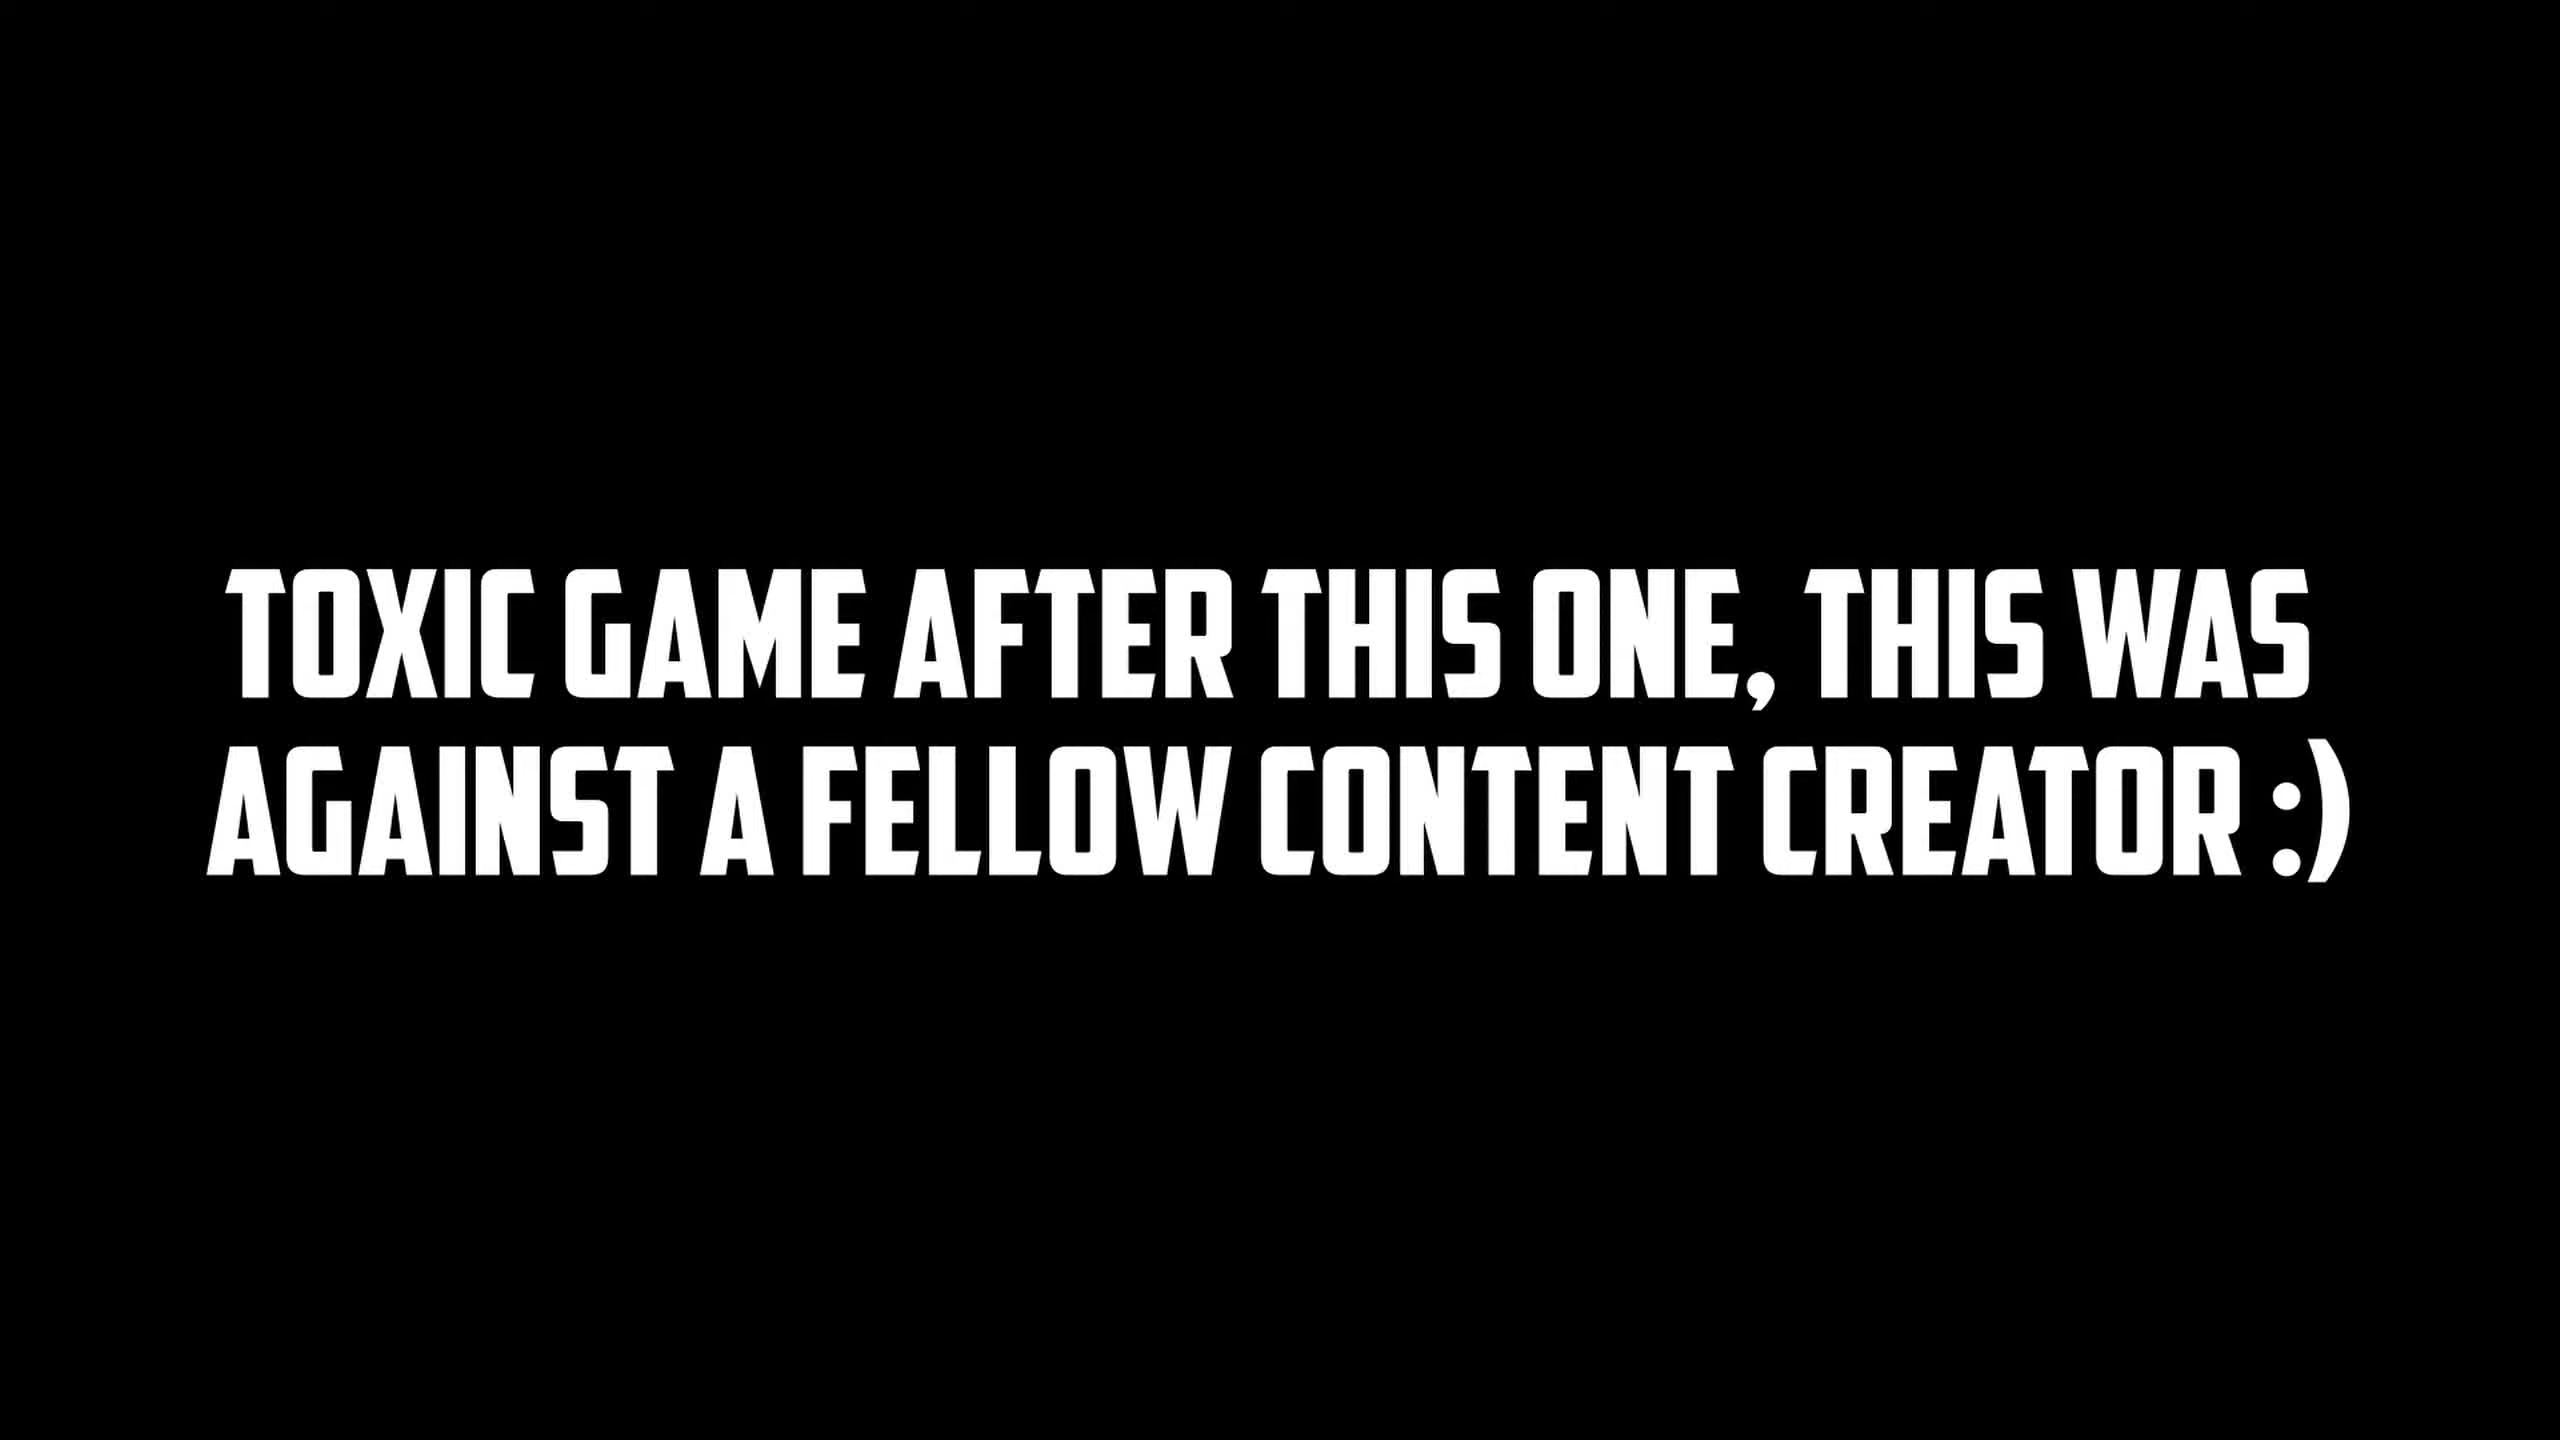 TOXIC GAME AFTER THIS ONE, THIS WAS
AGAINST A FELLOW CONTENT CREATOR :)